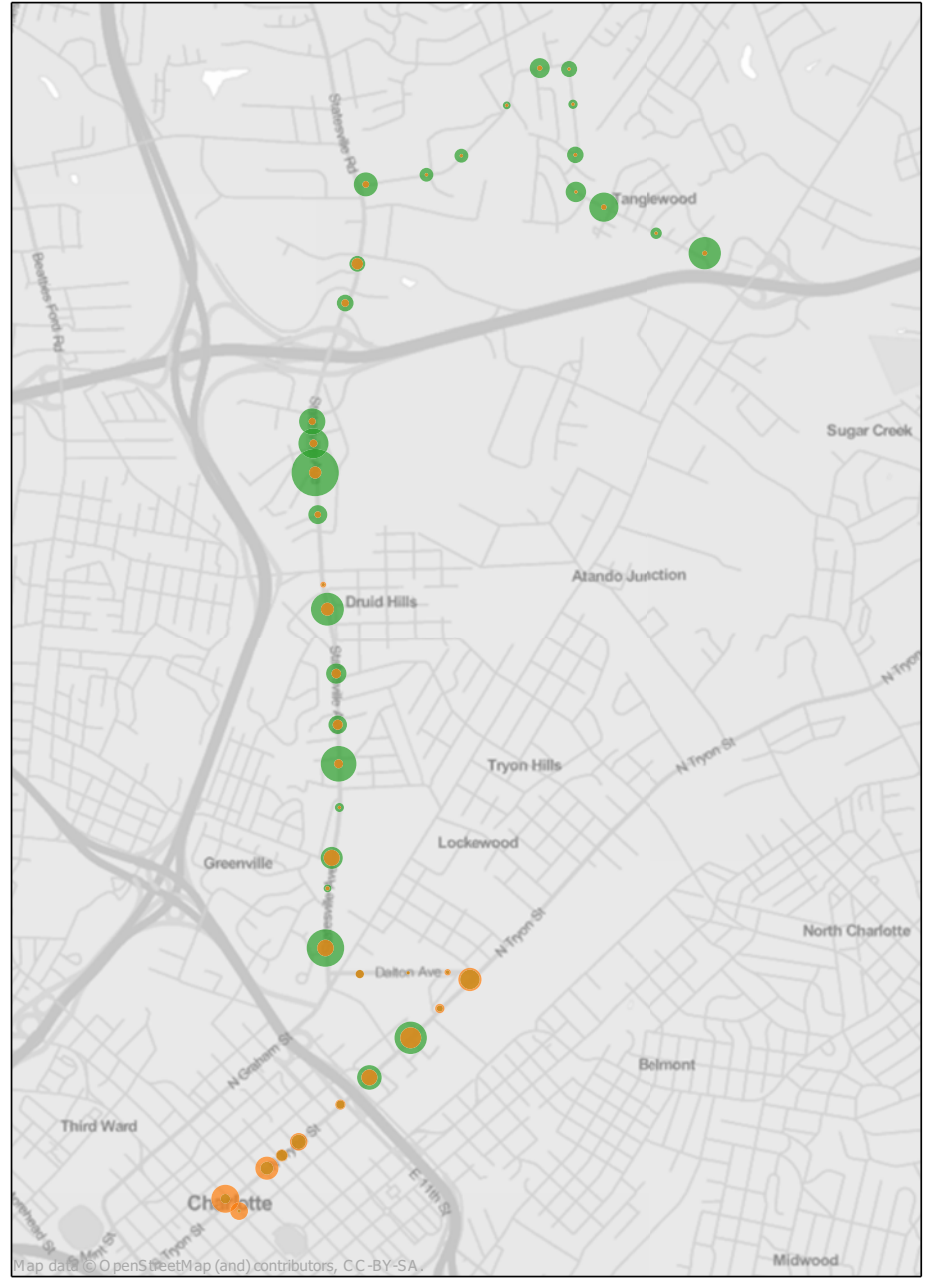 Statesville Rd
Tanglewood
Beatties Ford Rd
Sugar Creek
Atando Junction
Druid Hills
N Tryon
N Tryon St
Tryon Hills
Lockewood
Greenville
North Charlotte
N Tryon St
Dalton Ave
N Graham St
Belmont
Third Ward
E 11th St
S Mint St
S Tryon St
Midwood
Map data © OpenStreetMap (and) contributors, CC-BY-SA.